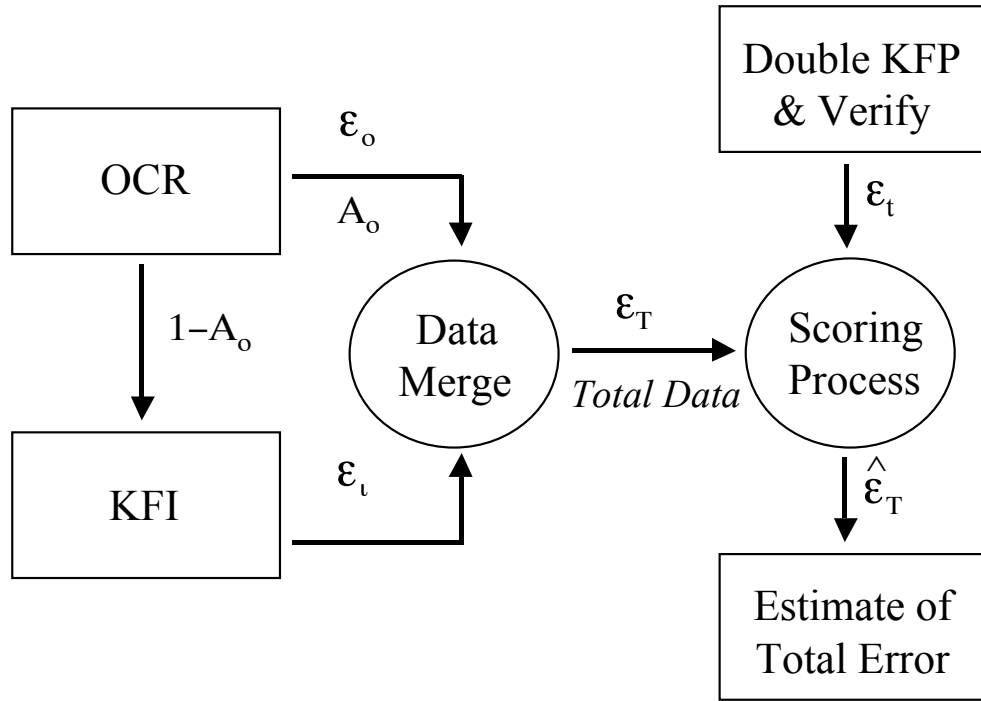 OCR
ε_o
A_o
1–A_o
KFI
ε_ι
Data
Merge
ε_T
Total Data
Double KFP
& Verify
ε_t
Scoring
Process
ε̂_T
Estimate of
Total Error